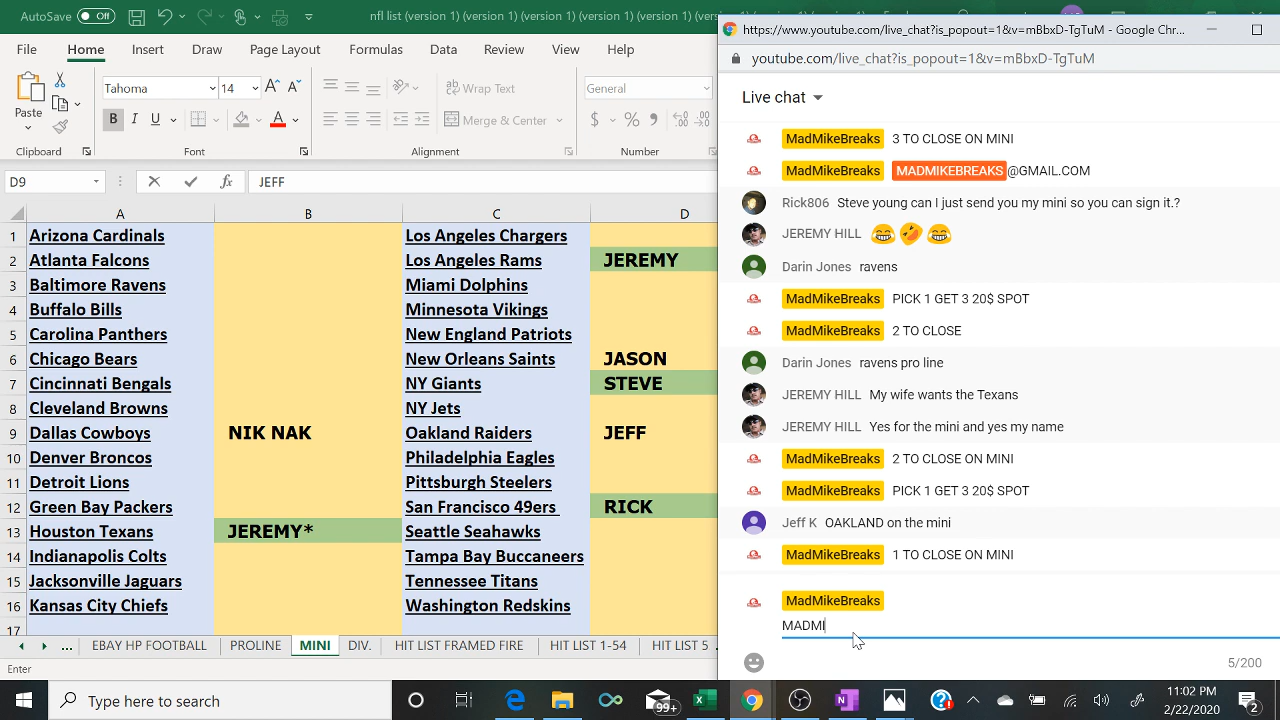 AutoSave Off nfl list (version 1) (version 1) (version 1) (version 1)
File Home Insert Draw Page Layout Formulas Data Review View Help
Paste
Tahoma 14
B I U A
Wrap Text
Merge & Center
General
$ % 9
Clipboard Font Alignment Number
D9 fx JEFF
A B C D
1 Arizona Cardinals Los Angeles Chargers
2 Atlanta Falcons Los Angeles Rams JEREMY
3 Baltimore Ravens Miami Dolphins
4 Buffalo Bills Minnesota Vikings
5 Carolina Panthers New England Patriots
6 Chicago Bears New Orleans Saints JASON
7 Cincinnati Bengals NY Giants STEVE
8 Cleveland Browns NY Jets
9 Dallas Cowboys NIK NAK Oakland Raiders JEFF
10 Denver Broncos Philadelphia Eagles
11 Detroit Lions Pittsburgh Steelers
12 Green Bay Packers San Francisco 49ers RICK
13 Houston Texans JEREMY* Seattle Seahawks
14 Indianapolis Colts Tampa Bay Buccaneers
15 Jacksonville Jaguars Tennessee Titans
16 Kansas City Chiefs Washington Redskins
17
... EBAY HP FOOTBALL PROLINE MINI DIV. HIT LIST FRAMED FIRE HIT LIST 1-54 HIT LIST 5 ...
Enter
https://www.youtube.com/live_chat?is_popout=1&v=mBbxD-TgTuM - Google Chr...
youtube.com/live_chat?is_popout=1&v=mBbxD-TgTuM
Live chat
MadMikeBreaks 3 TO CLOSE ON MINI
MadMikeBreaks MADMIKEBREAKS@GMAIL.COM
Rick806 Steve young can I just send you my mini so you can sign it.?
JEREMY HILL 😂 🤣 😂
Darin Jones ravens
MadMikeBreaks PICK 1 GET 3 20$ SPOT
MadMikeBreaks 2 TO CLOSE
Darin Jones ravens pro line
JEREMY HILL My wife wants the Texans
JEREMY HILL Yes for the mini and yes my name
MadMikeBreaks 2 TO CLOSE ON MINI
MadMikeBreaks PICK 1 GET 3 20$ SPOT
Jeff K OAKLAND on the mini
MadMikeBreaks 1 TO CLOSE ON MINI
MadMikeBreaks
MADMI
5/200
Type here to search
99+
11:02 PM
2/22/2020
2